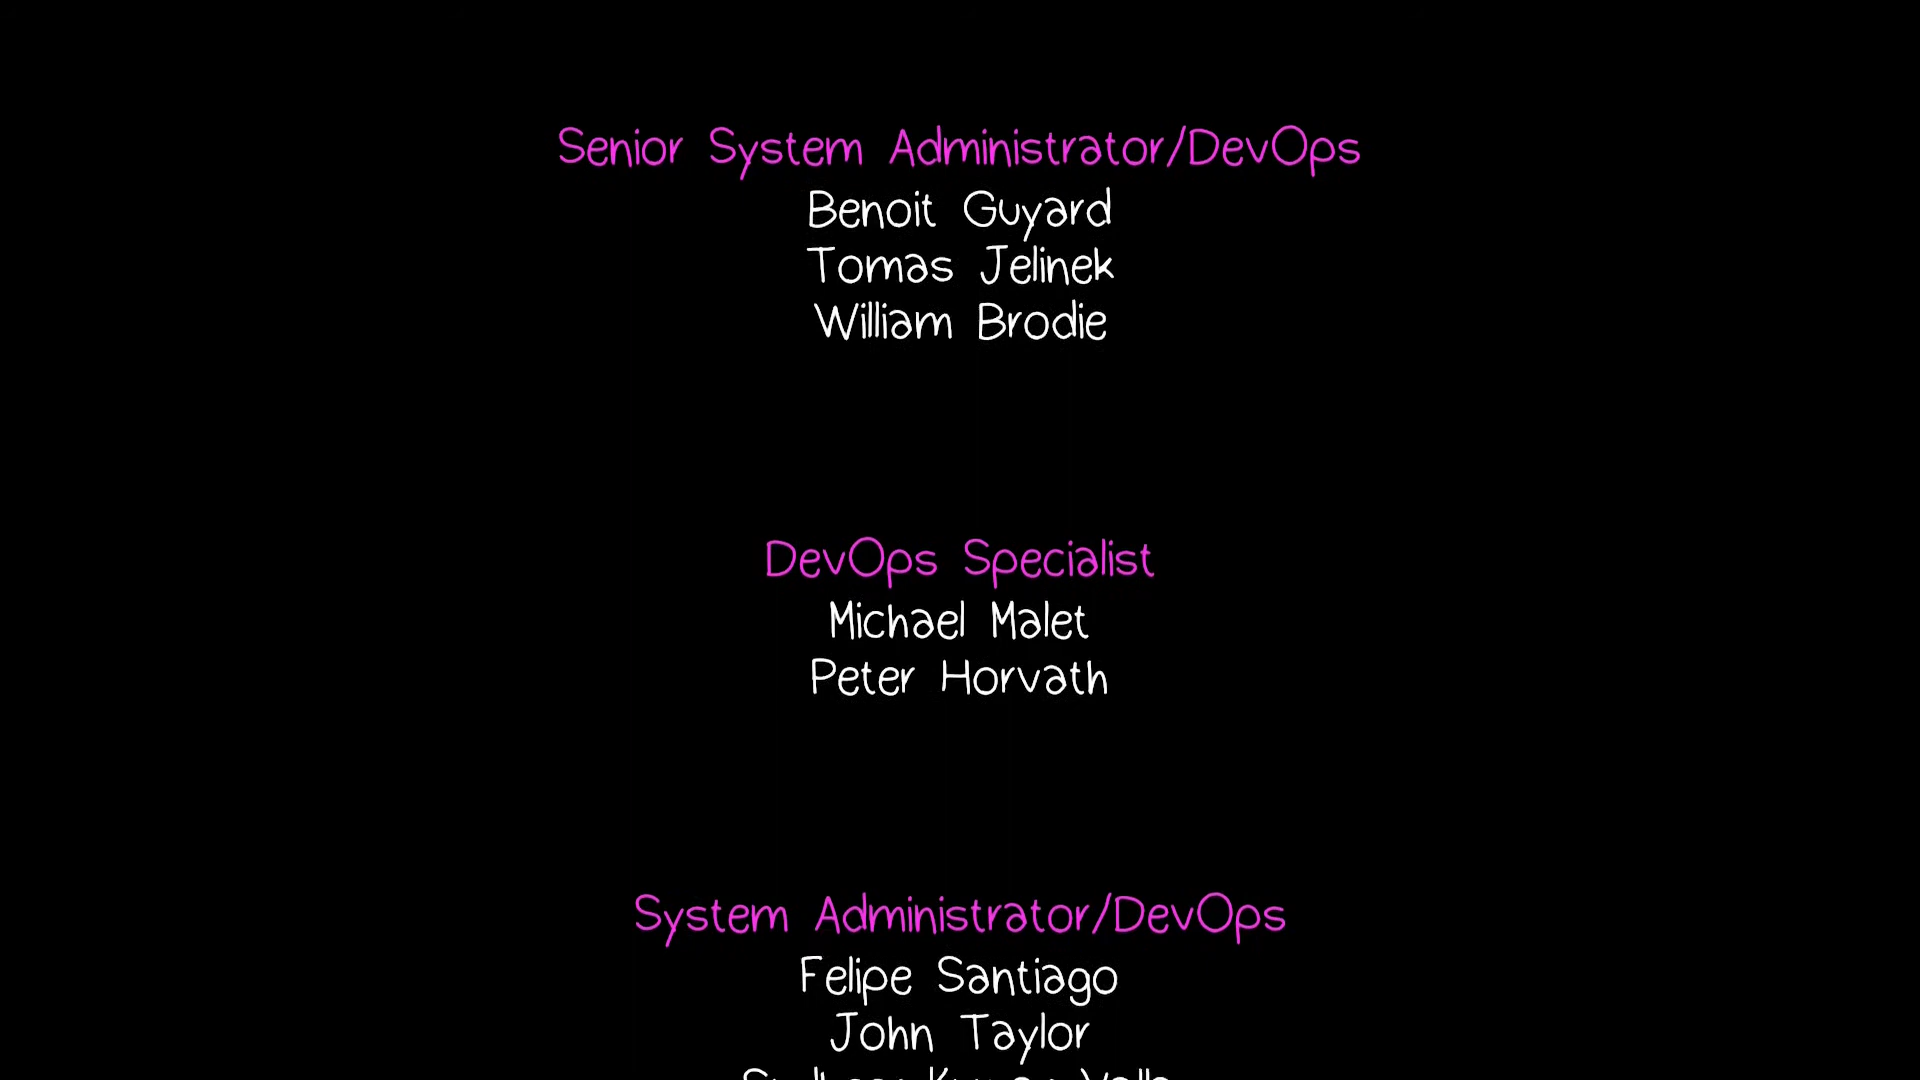 Senior System Administrator/DevOps
Benoit Guyard
Tomas Jelinek
William Brodie
DevOps Specialist
Michael Malet
Peter Horvath
System Administrator/DevOps
Felipe Santiago
John Taylor